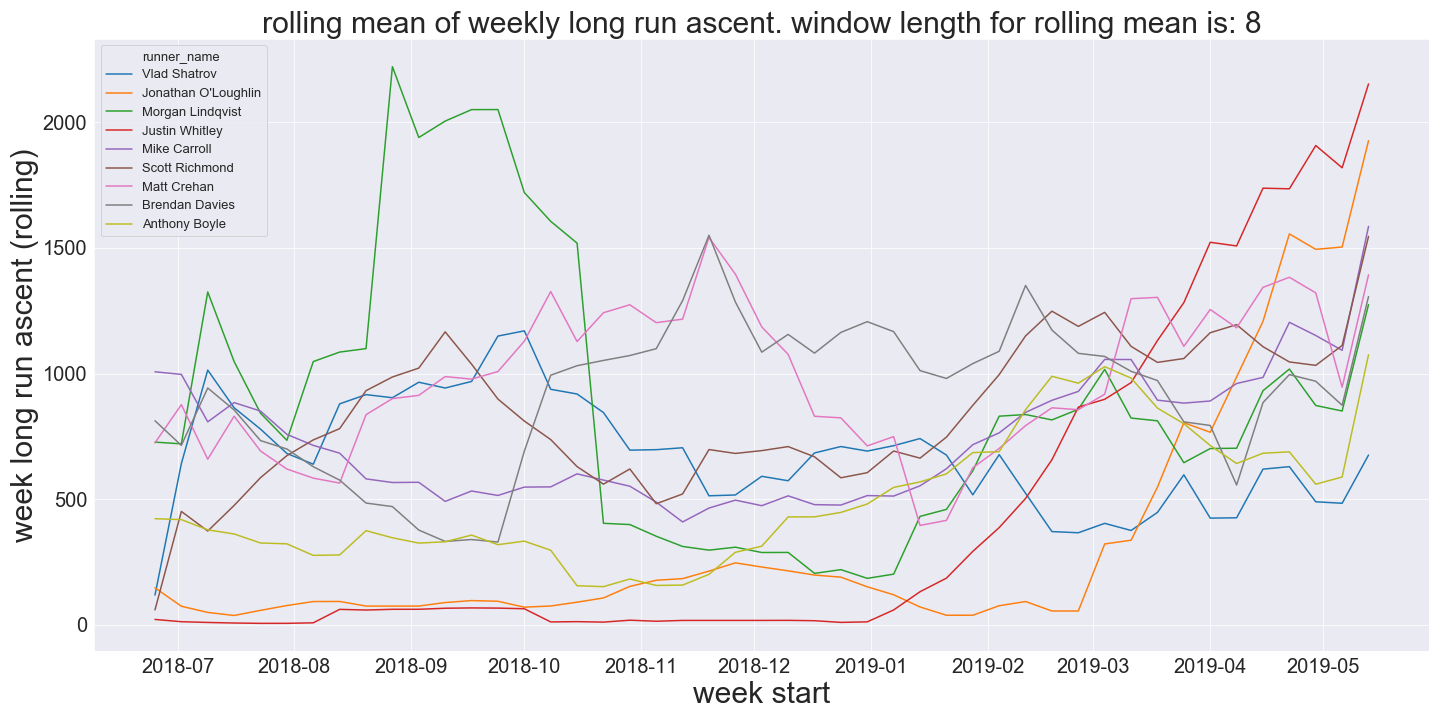 rolling mean of weekly long run ascent. window length for rolling mean is: 8
runner_name
Vlad Shatrov
Jonathan O'Loughlin
Morgan Lindqvist
Justin Whitley
Mike Carroll
Scott Richmond
Matt Crehan
Brendan Davies
Anthony Boyle
week long run ascent (rolling)
2000
1500
1000
500
0
2018-07 2018-08 2018-09 2018-10 2018-11 2018-12 2019-01 2019-02 2019-03 2019-04 2019-05
week start